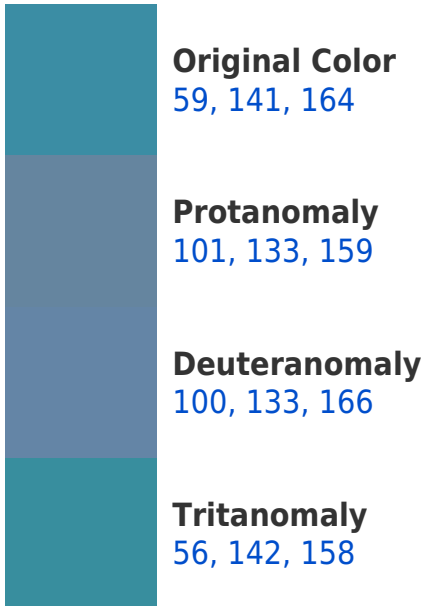 Original Color
59, 141, 164
Protanomaly
101, 133, 159
Deuteranomaly
100, 133, 166
Tritanomaly
56, 142, 158